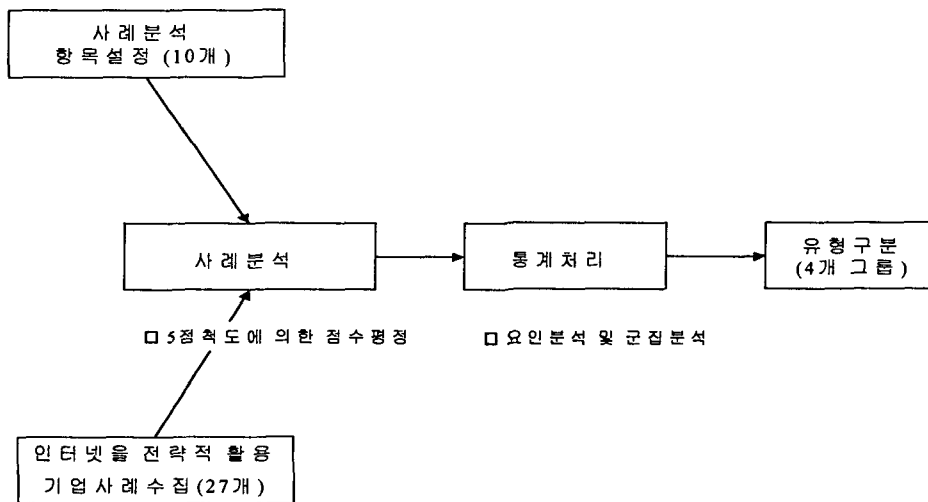 사례분석
항목설정 (10개)
사례분석
통계처리
유형구분
(4개 그룹)
□ 5점척도에 의한 점수평정
□ 요인분석 및 군집분석
인터넷을 전략적 활용
기업사례수집(27개)